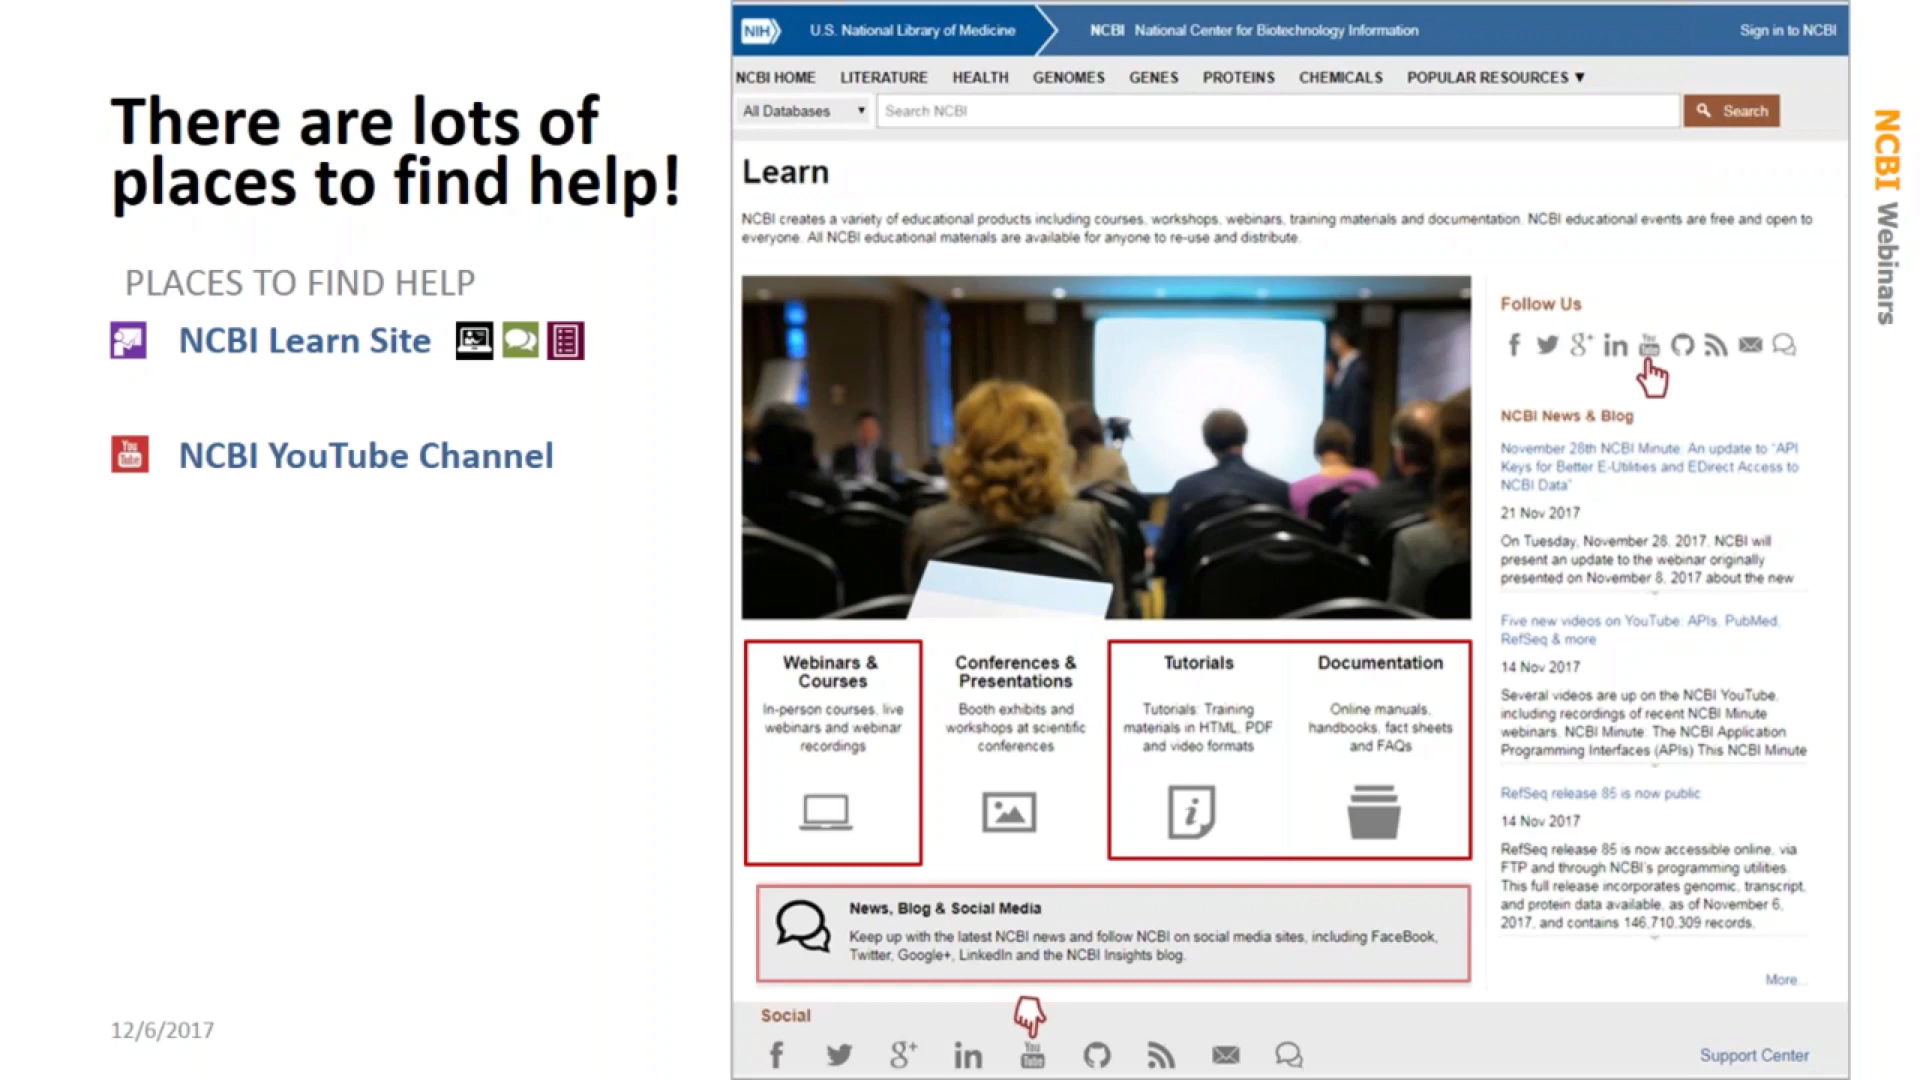 There are lots of
places to find help!
PLACES TO FIND HELP
NCBI Learn Site
You
Tube
NCBI YouTube Channel
12/6/2017
NIH
U.S. National Library of Medicine
NCBI National Center for Biotechnology Information
Sign in to NCBI
NCBI HOME LITERATURE HEALTH GENOMES GENES PROTEINS CHEMICALS POPULAR RESOURCES ▼
All Databases
Search NCBI
Search
Learn
NCBI creates a variety of educational products including courses, workshops, webinars, training materials and documentation. NCBI educational events are free and open to
everyone. All NCBI educational materials are available for anyone to re-use and distribute.
Webinars &
Courses
In-person courses, live
webinars and webinar
recordings
Conferences &
Presentations
Booth exhibits and
workshops at scientific
conferences
Tutorials
Tutorials: Training
materials in HTML, PDF
and video formats
Documentation
Online manuals,
handbooks, fact sheets
and FAQs
News, Blog & Social Media
Keep up with the latest NCBI news and follow NCBI on social media sites, including FaceBook,
Twitter, Google+, LinkedIn and the NCBI Insights blog.
Follow Us
You
Tube
NCBI News & Blog
November 28th NCBI Minute: An update to "API
Keys for Better E-Utilities and EDirect Access to
NCBI Data"
21 Nov 2017
On Tuesday, November 28, 2017, NCBI will
present an update to the webinar originally
presented on November 8, 2017 about the new
Five new videos on YouTube: APIs, PubMed,
RefSeq & more
14 Nov 2017
Several videos are up on the NCBI YouTube,
including recordings of recent NCBI Minute
webinars. NCBI Minute: The NCBI Application
Programming Interfaces (APIs) This NCBI Minute
RefSeq release 85 is now public
14 Nov 2017
RefSeq release 85 is now accessible online, via
FTP and through NCBI's programming utilities.
This full release incorporates genomic, transcript,
and protein data available, as of November 6,
2017, and contains 146,710,309 records.
More...
Social
You
Tube
Support Center
NCBI Webinars